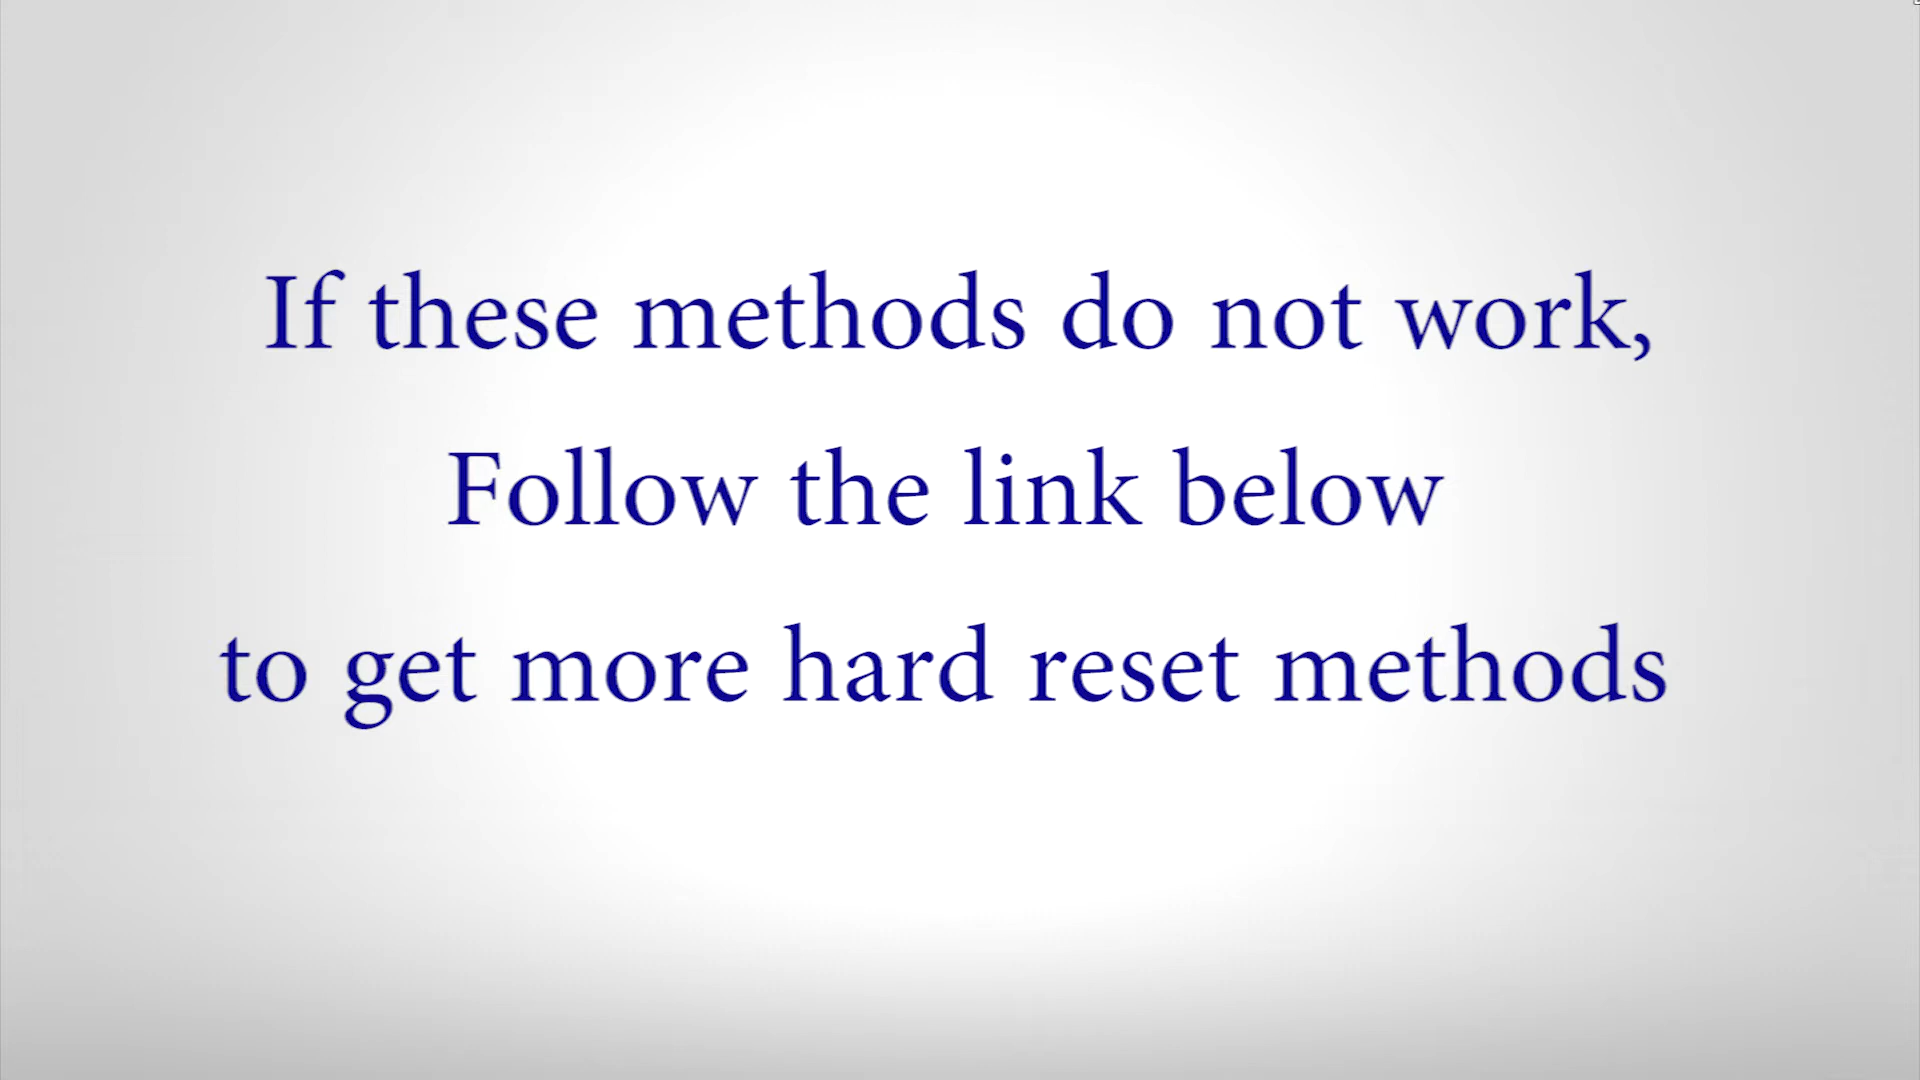 If these methods do not work,
Follow the link below
to get more hard reset methods